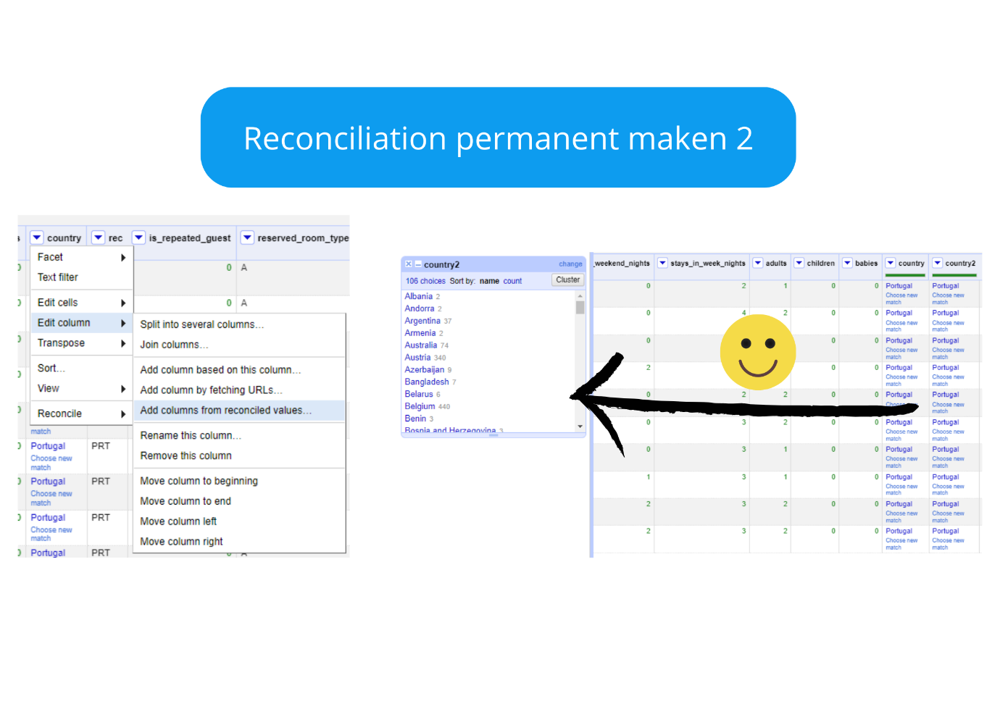 Reconciliation permanent maken 2
country rec is_repeated_guest reserved_room_type
Facet
Text filter
Edit cells
Edit column
Transpose
Sort...
View
Reconcile
Split into several columns...
Join columns...
Add column based on this column...
Add column by fetching URLs...
Add columns from reconciled values...
Rename this column...
Remove this column
Move column to beginning
Move column to end
Move column left
Move column right
0 A
0 A
match
0 Portugal PRT
Choose new
match
0 Portugal PRT
Choose new
match
0 Portugal PRT
Choose new
match
0 Portugal PRT
country2 change
106 choices Sort by: name count Cluster
Albania 2
Andorra 2
Argentina 37
Armenia 2
Australia 74
Austria 340
Azerbaijan 9
Bangladesh 7
Belarus 6
Belgium 440
Benin 3
Bosnia and Herzegovina 3
_weekend_nights stays_in_week_nights adults children babies country country2
0 2 1 0 0 Portugal Portugal
Choose new Choose new
match match
0 4 2 0 0 Portugal Portugal
Choose new Choose new
match match
0 0 0 Portugal Portugal
Choose new Choose new
match match
2 0 0 Portugal Portugal
Choose new Choose new
match match
0 2 2 0 0 Portugal Portugal
Choose new
match
0 3 2 0 0 Portugal Portugal
Choose new Choose new
match match
0 3 1 0 0 Portugal Portugal
Choose new Choose new
match match
1 3 1 0 0 Portugal Portugal
Choose new Choose new
match match
2 3 2 0 0 Portugal Portugal
Choose new Choose new
match match
2 3 2 0 0 Portugal Portugal
Choose new Choose new
match match